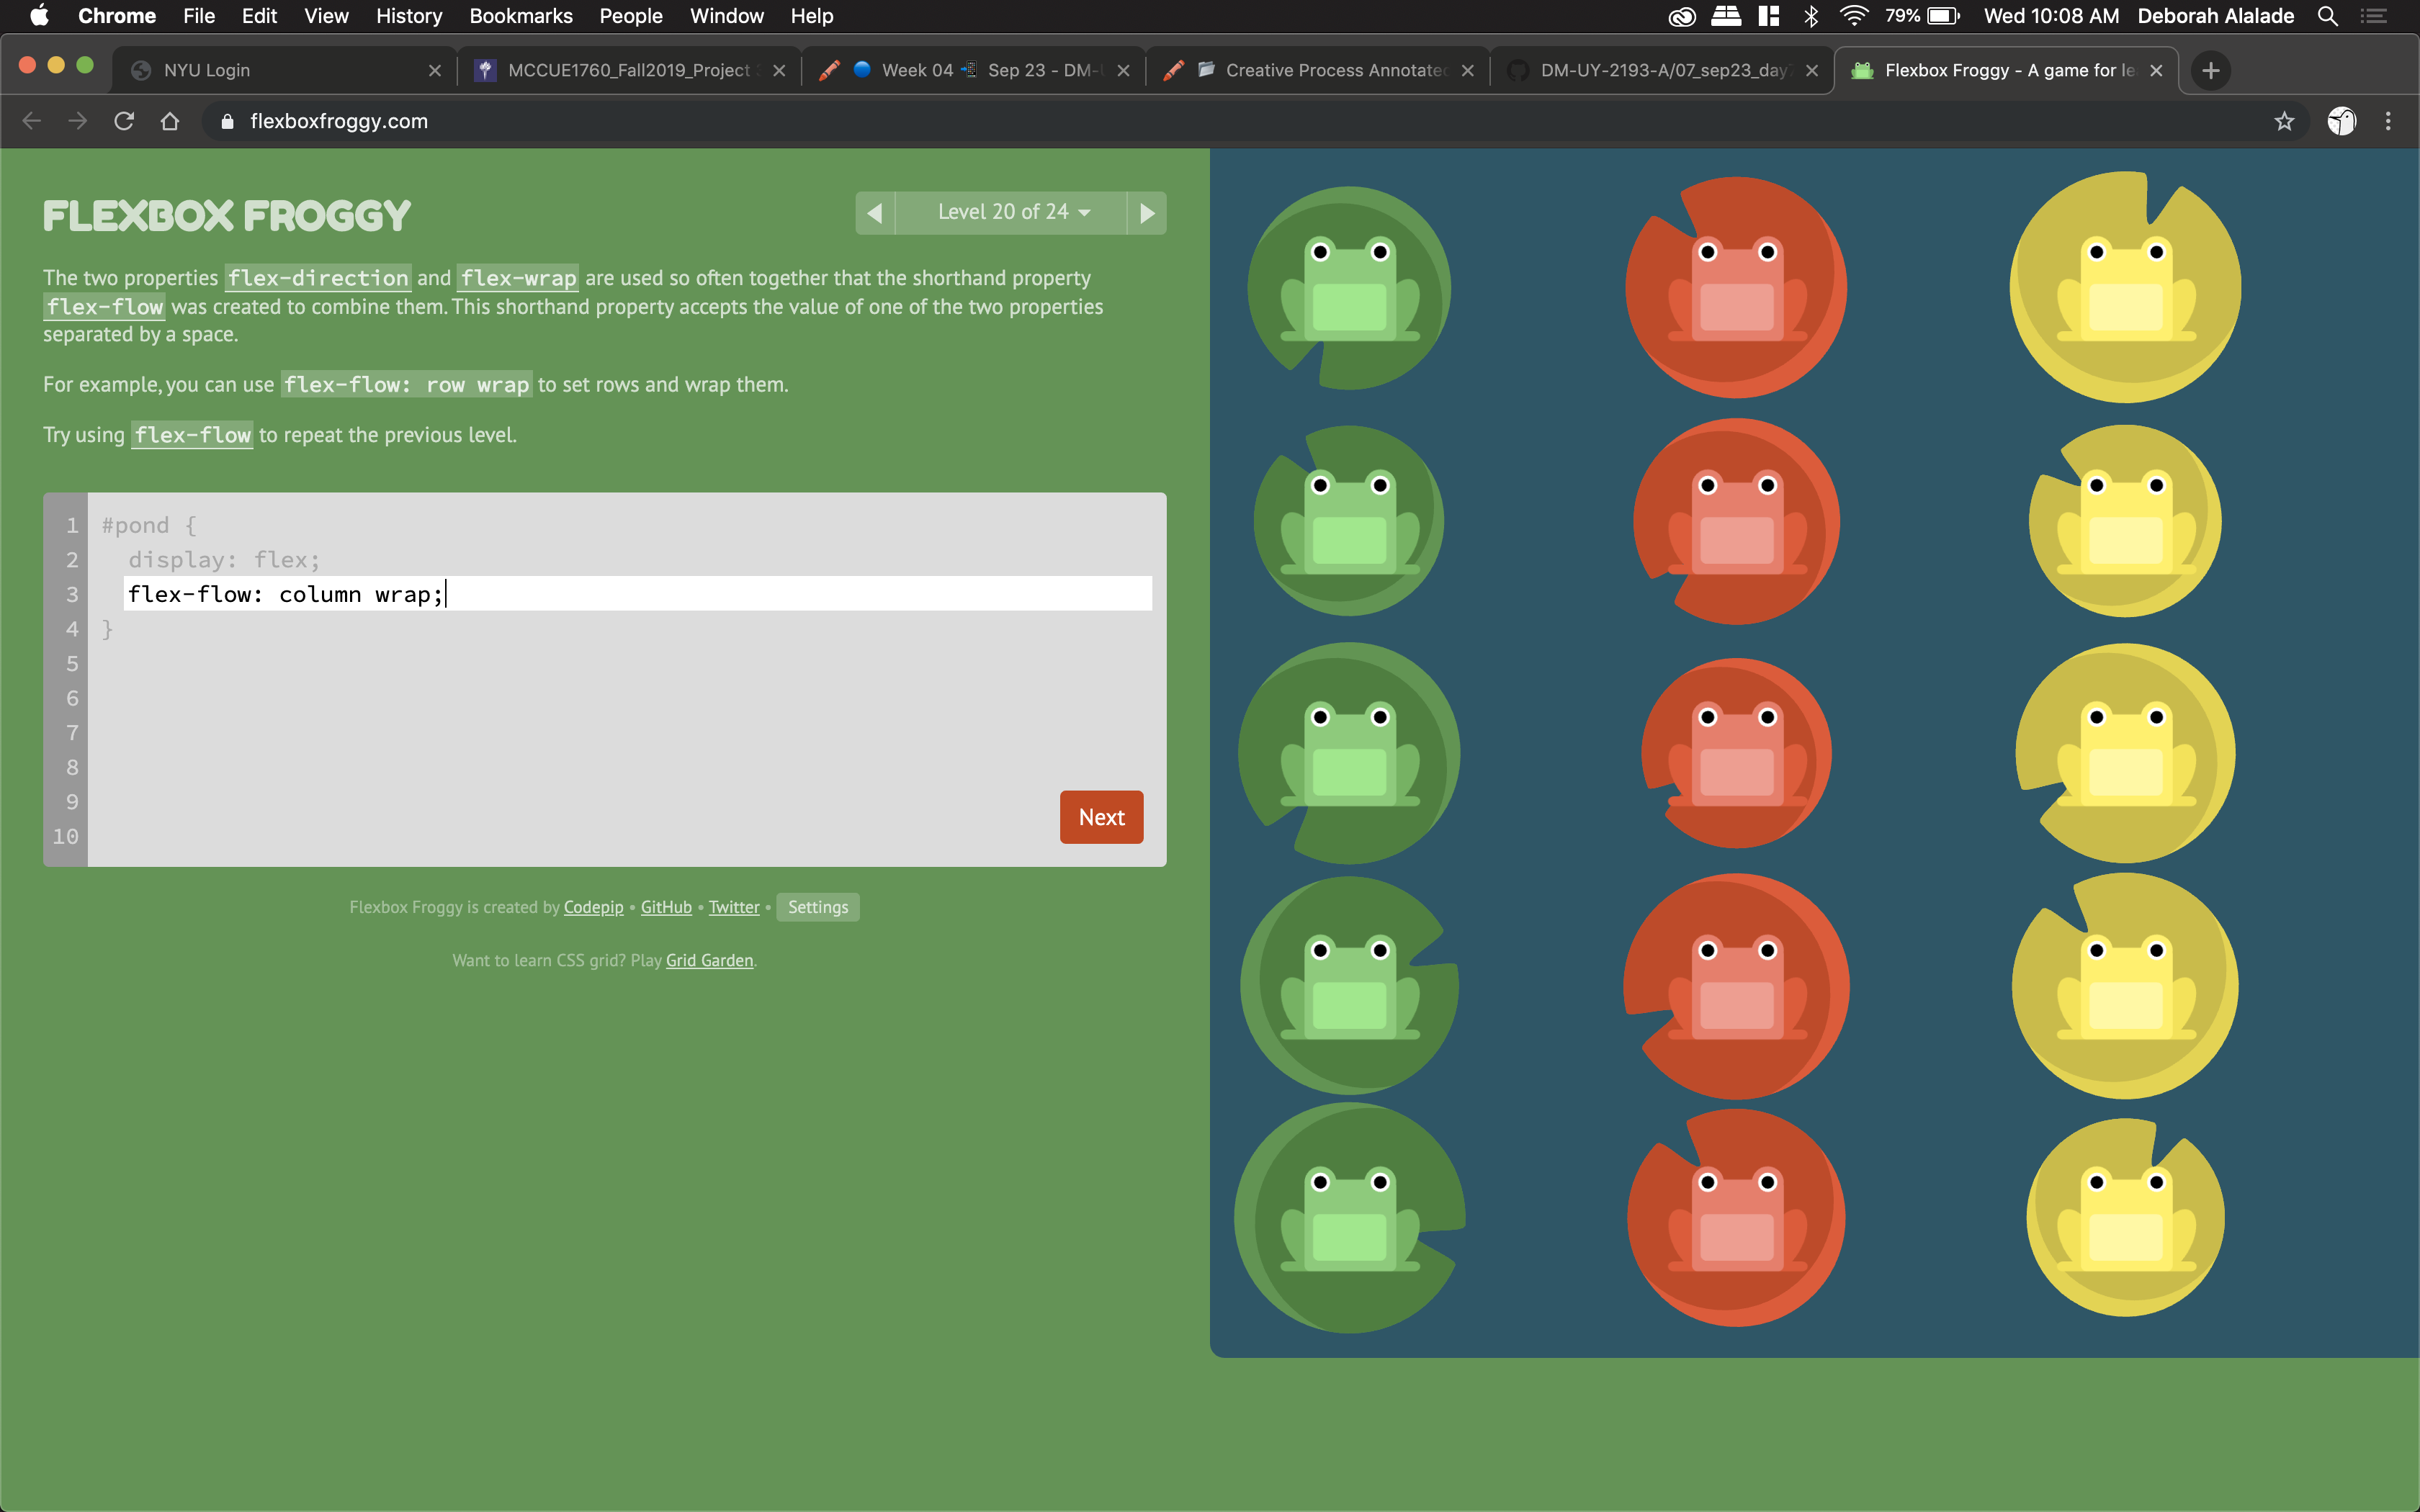 Chrome File Edit View History Bookmarks People Window Help 79% Wed 10:08 AM Deborah Alalade
NYU Login MCCUE1760_Fall2019_Project Week 04 Sep 23 - DM- Creative Process Annotated DM-UY-2193-A/07_sep23_day Flexbox Froggy - A game for le
flexboxfroggy.com
FLEXBOX FROGGY
Level 20 of 24
The two properties flex-direction and flex-wrap are used so often together that the shorthand property
flex-flow was created to combine them. This shorthand property accepts the value of one of the two properties
separated by a space.
For example, you can use flex-flow: row wrap to set rows and wrap them.
Try using flex-flow to repeat the previous level.
1 #pond {
2 display: flex;
3 flex-flow: column wrap;
4 }
5
6
7
8
9
10
Next
Flexbox Froggy is created by Codepip • GitHub • Twitter • Settings
Want to learn CSS grid? Play Grid Garden.